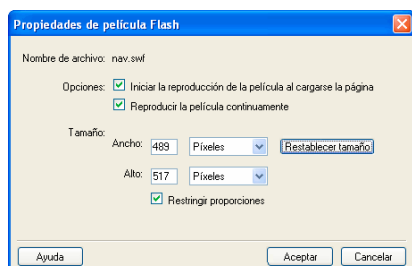 Propiedades de película Flash
Nombre de archivo: nav.swf
Opciones: Iniciar la reproducción de la película al cargarse la página
Reproducir la película continuamente
Tamaño:
Ancho: 489 Píxeles Restablecer tamaño
Alto: 517 Píxeles
Restringir proporciones
Ayuda Aceptar Cancelar